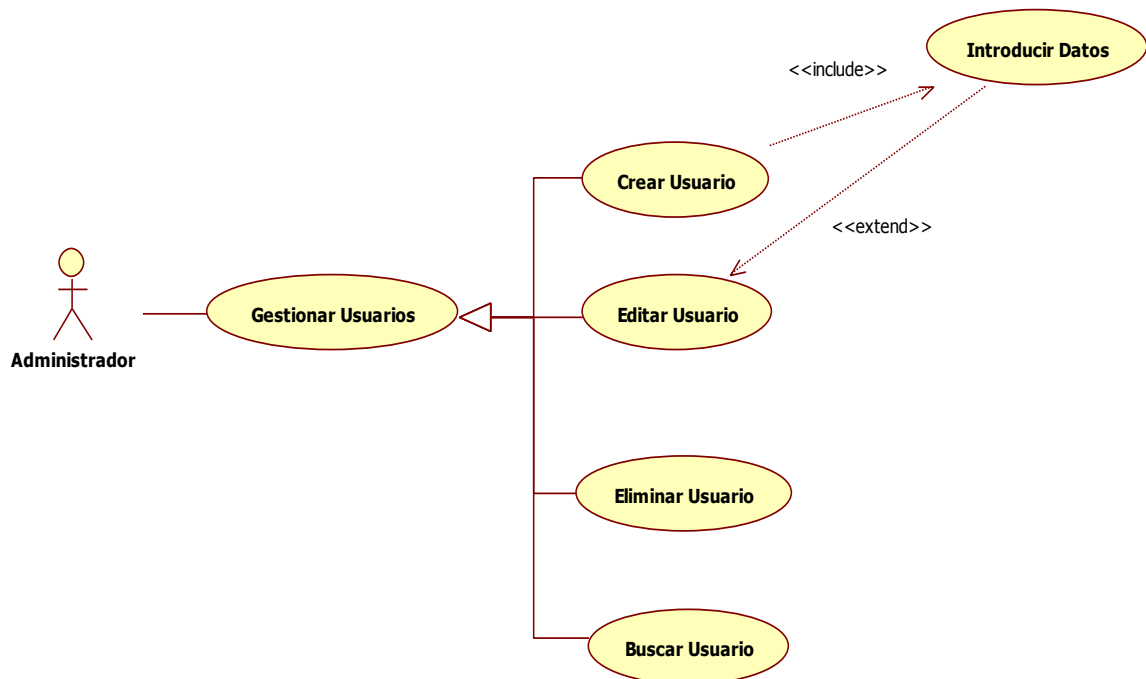 Introducir Datos
<<include>>
Crear Usuario
<<extend>>
Gestionar Usuarios
Editar Usuario
Administrador
Eliminar Usuario
Buscar Usuario